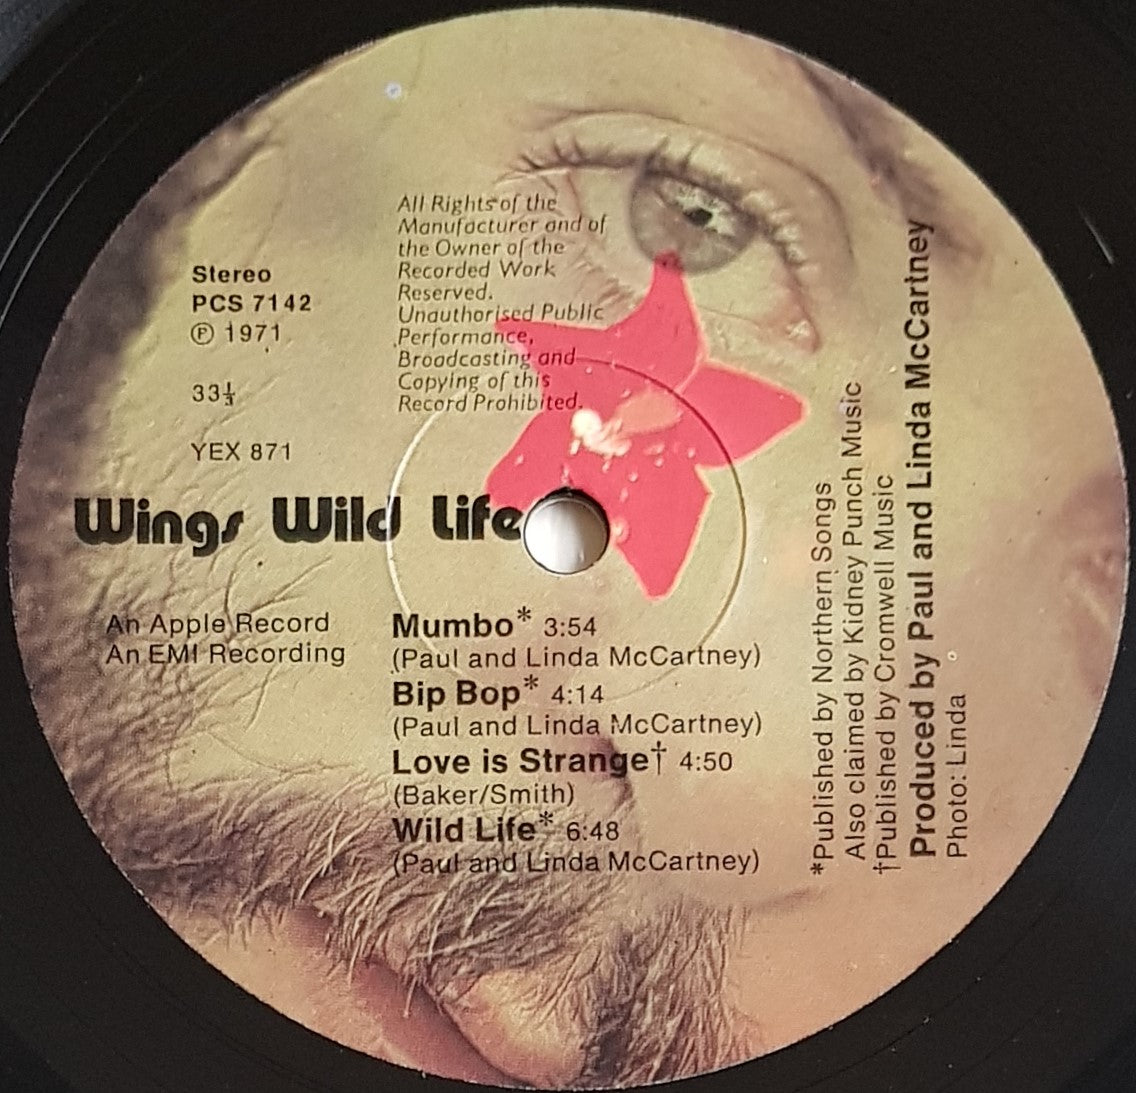 All Rights of the
Manufacturer and of
the Owner of the
Recorded Work
Reserved.
Unauthorised Public
Performance,
Broadcasting and
Copying of this
Record Prohibited.
Stereo
PCS 7142
℗ 1971
33⅓
YEX 871
Wings Wild Life
An Apple Record
An EMI Recording
Mumbo* 3:54
(Paul and Linda McCartney)
Bip Bop* 4:14
(Paul and Linda McCartney)
Love is Strange† 4:50
(Baker/Smith)
Wild Life* 6:48
(Paul and Linda McCartney)
*Published by Northern Songs
Also claimed by Kidney Punch Music
†Published by Cromwell Music
Produced by Paul and Linda McCartney
Photo: Linda